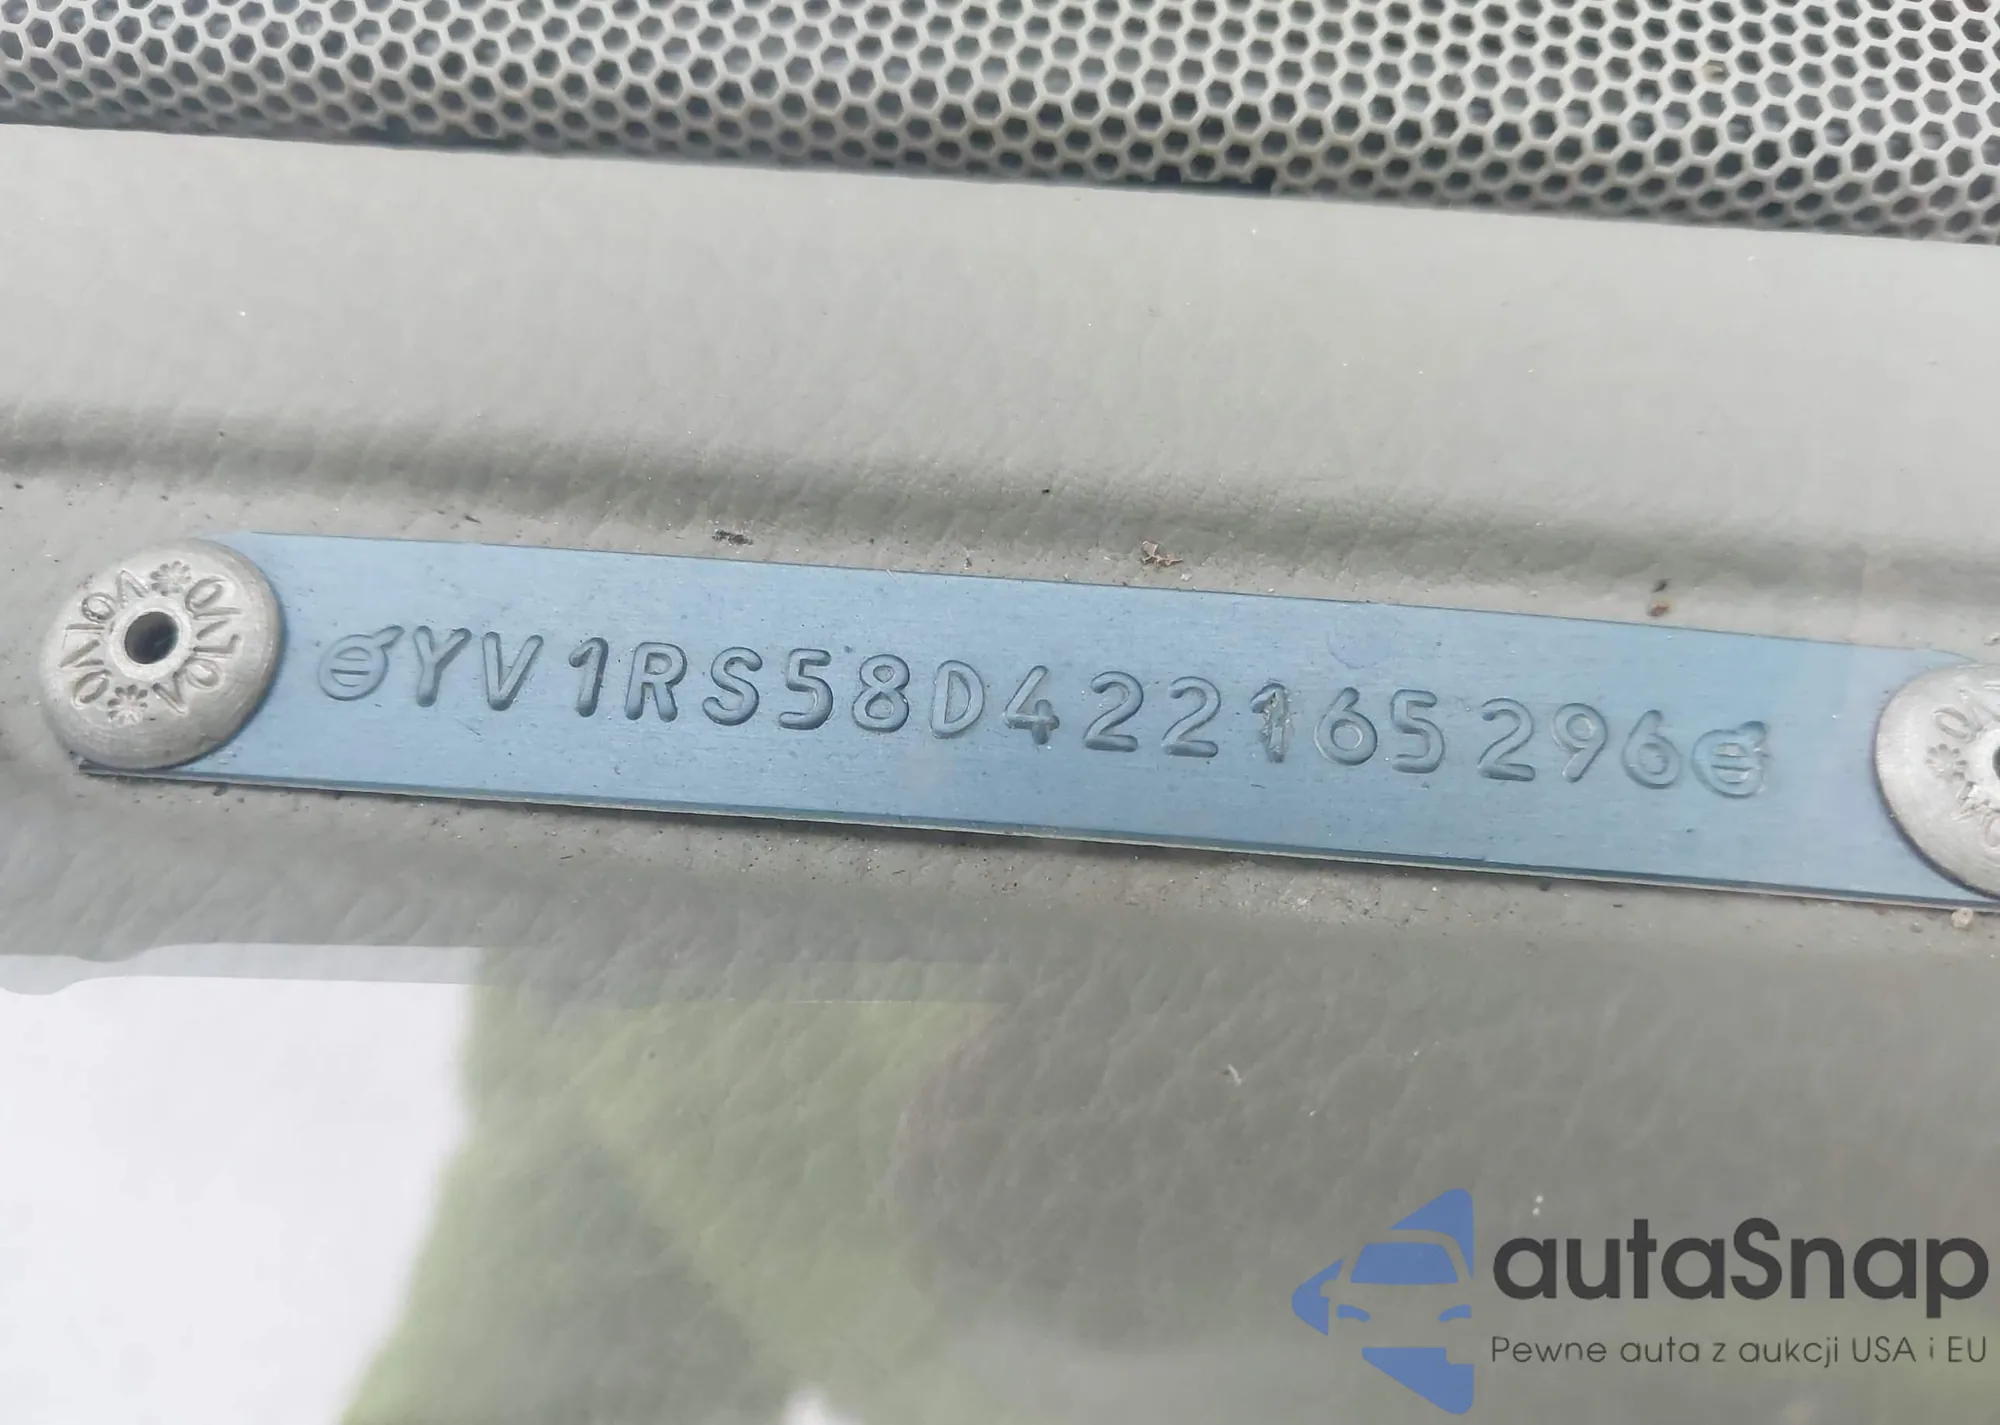 VOLVO VOLVO
YV1RS58D422165296
autaSnap
Pewne auta z aukcji USA i EU